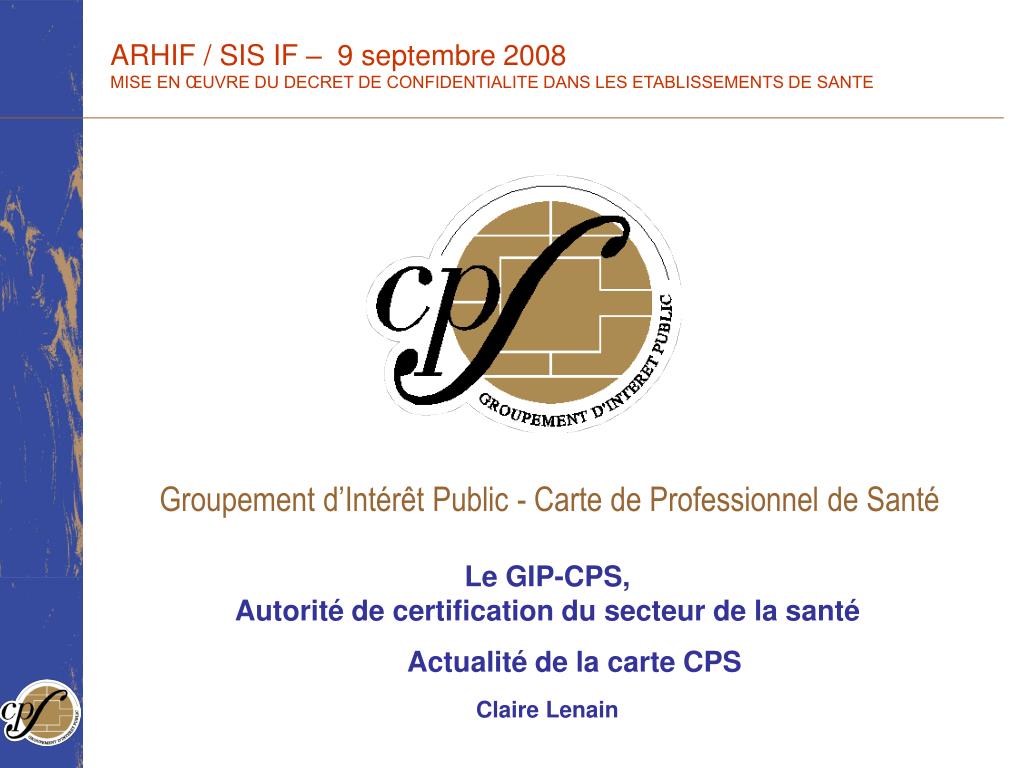 ARHIF / SIS IF – 9 septembre 2008
MISE EN ŒUVRE DU DECRET DE CONFIDENTIALITE DANS LES ETABLISSEMENTS DE SANTE
cps
GROUPEMENT D'INTERET PUBLIC
Groupement d’Intérêt Public - Carte de Professionnel de Santé
Le GIP-CPS,
Autorité de certification du secteur de la santé
Actualité de la carte CPS
Claire Lenain
cps
GROUPEMENT D'INTERET PUBLIC